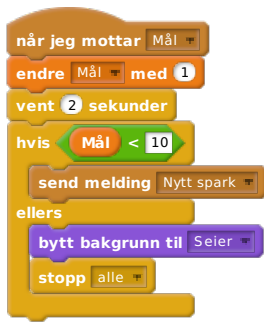 når jeg mottar Mål
endre Mål med 1
vent 2 sekunder
hvis Mål < 10
send melding Nytt spark
ellers
bytt bakgrunn til Seier
stopp alle